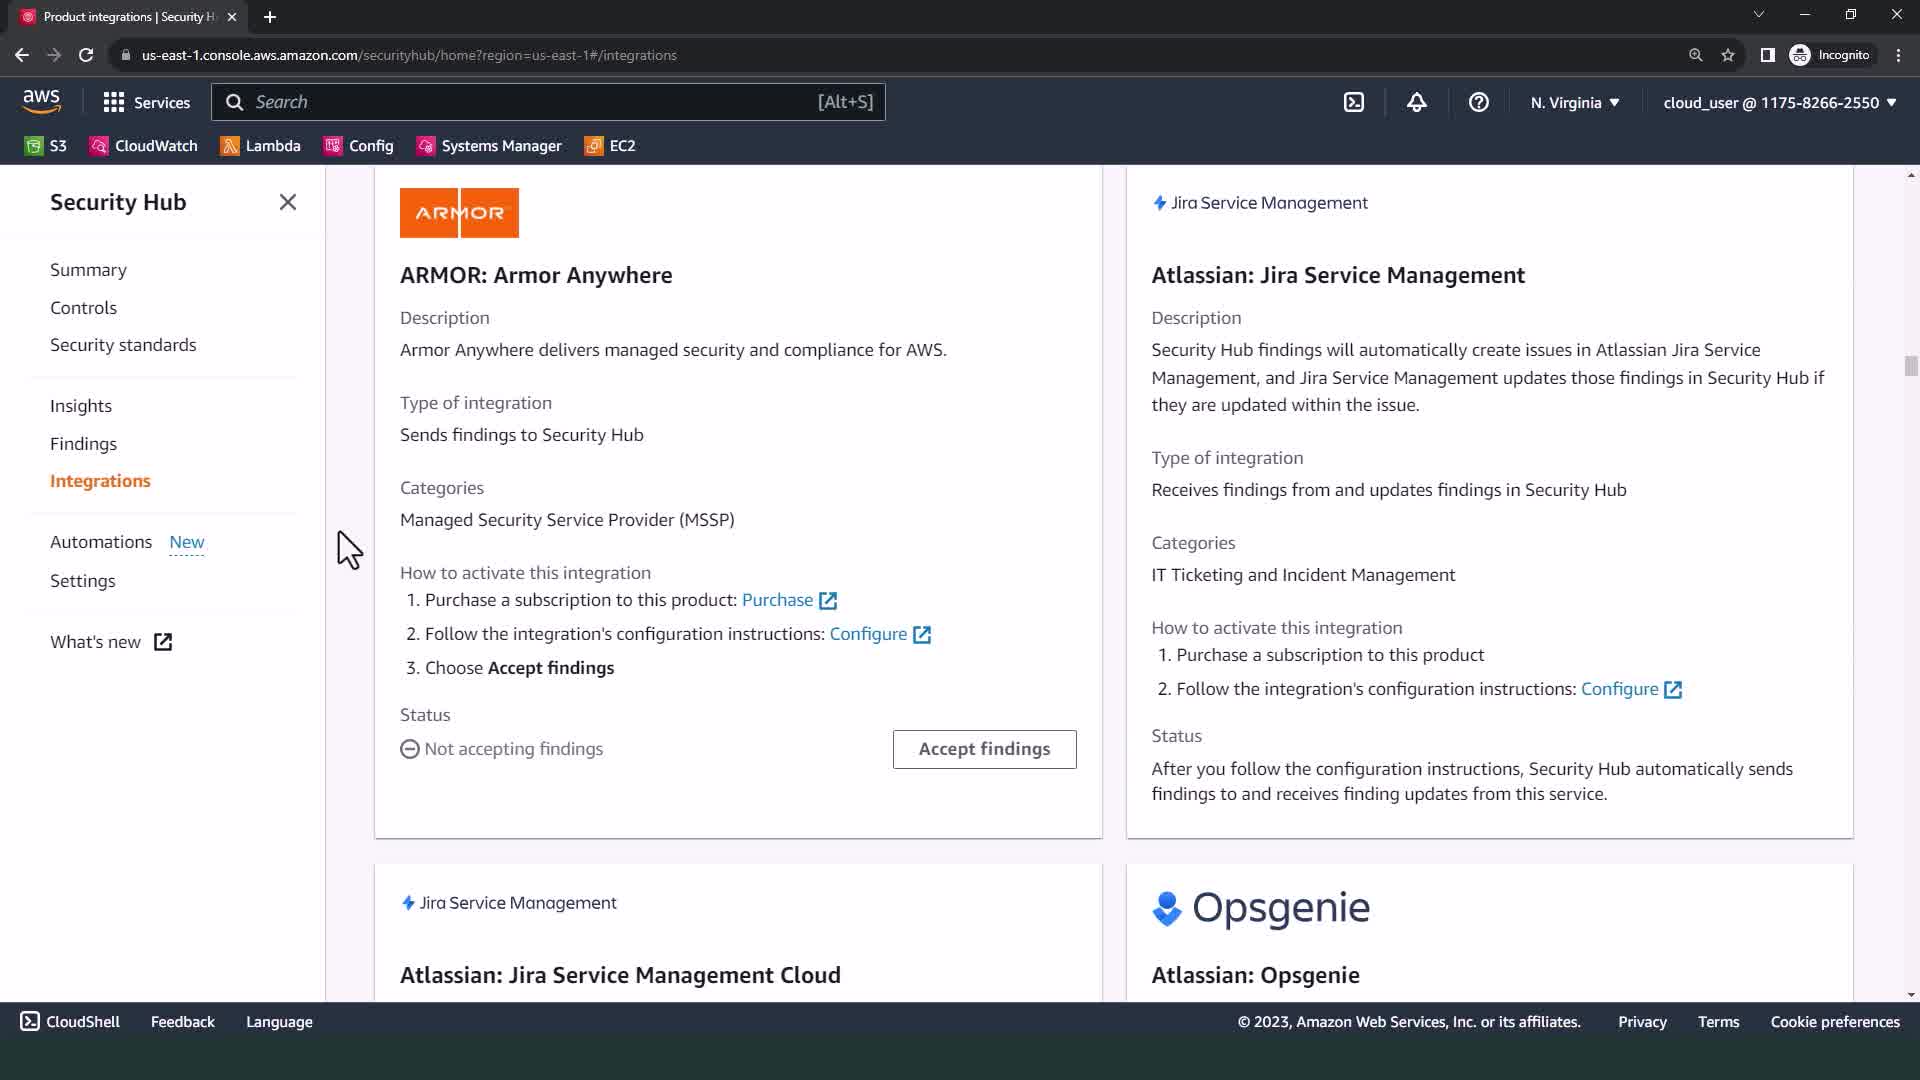 Product integrations | Security H
us-east-1.console.aws.amazon.com/securityhub/home?region=us-east-1#/integrations
Incognito
aws
Services
Search
[Alt+S]
N. Virginia
cloud_user @ 1175-8266-2550
S3
CloudWatch
Lambda
Config
Systems Manager
EC2
Security Hub
Summary
Controls
Security standards
Insights
Findings
Integrations
Automations New
Settings
What's new
ARMOR
ARMOR: Armor Anywhere
Description
Armor Anywhere delivers managed security and compliance for AWS.
Type of integration
Sends findings to Security Hub
Categories
Managed Security Service Provider (MSSP)
How to activate this integration
1. Purchase a subscription to this product: Purchase
2. Follow the integration's configuration instructions: Configure
3. Choose Accept findings
Status
Not accepting findings
Accept findings
Jira Service Management
Atlassian: Jira Service Management
Description
Security Hub findings will automatically create issues in Atlassian Jira Service
Management, and Jira Service Management updates those findings in Security Hub if
they are updated within the issue.
Type of integration
Receives findings from and updates findings in Security Hub
Categories
IT Ticketing and Incident Management
How to activate this integration
1. Purchase a subscription to this product
2. Follow the integration's configuration instructions: Configure
Status
After you follow the configuration instructions, Security Hub automatically sends
findings to and receives finding updates from this service.
Jira Service Management
Atlassian: Jira Service Management Cloud
Opsgenie
Atlassian: Opsgenie
CloudShell
Feedback
Language
© 2023, Amazon Web Services, Inc. or its affiliates.
Privacy
Terms
Cookie preferences